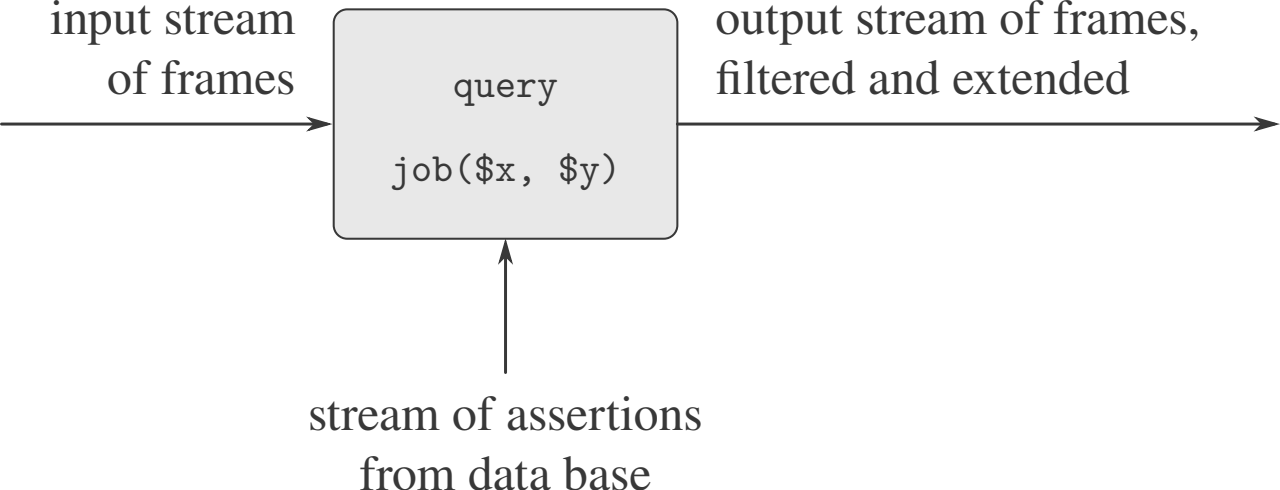 input stream
of frames
query
job($x, $y)
output stream of frames,
filtered and extended
stream of assertions
from data base